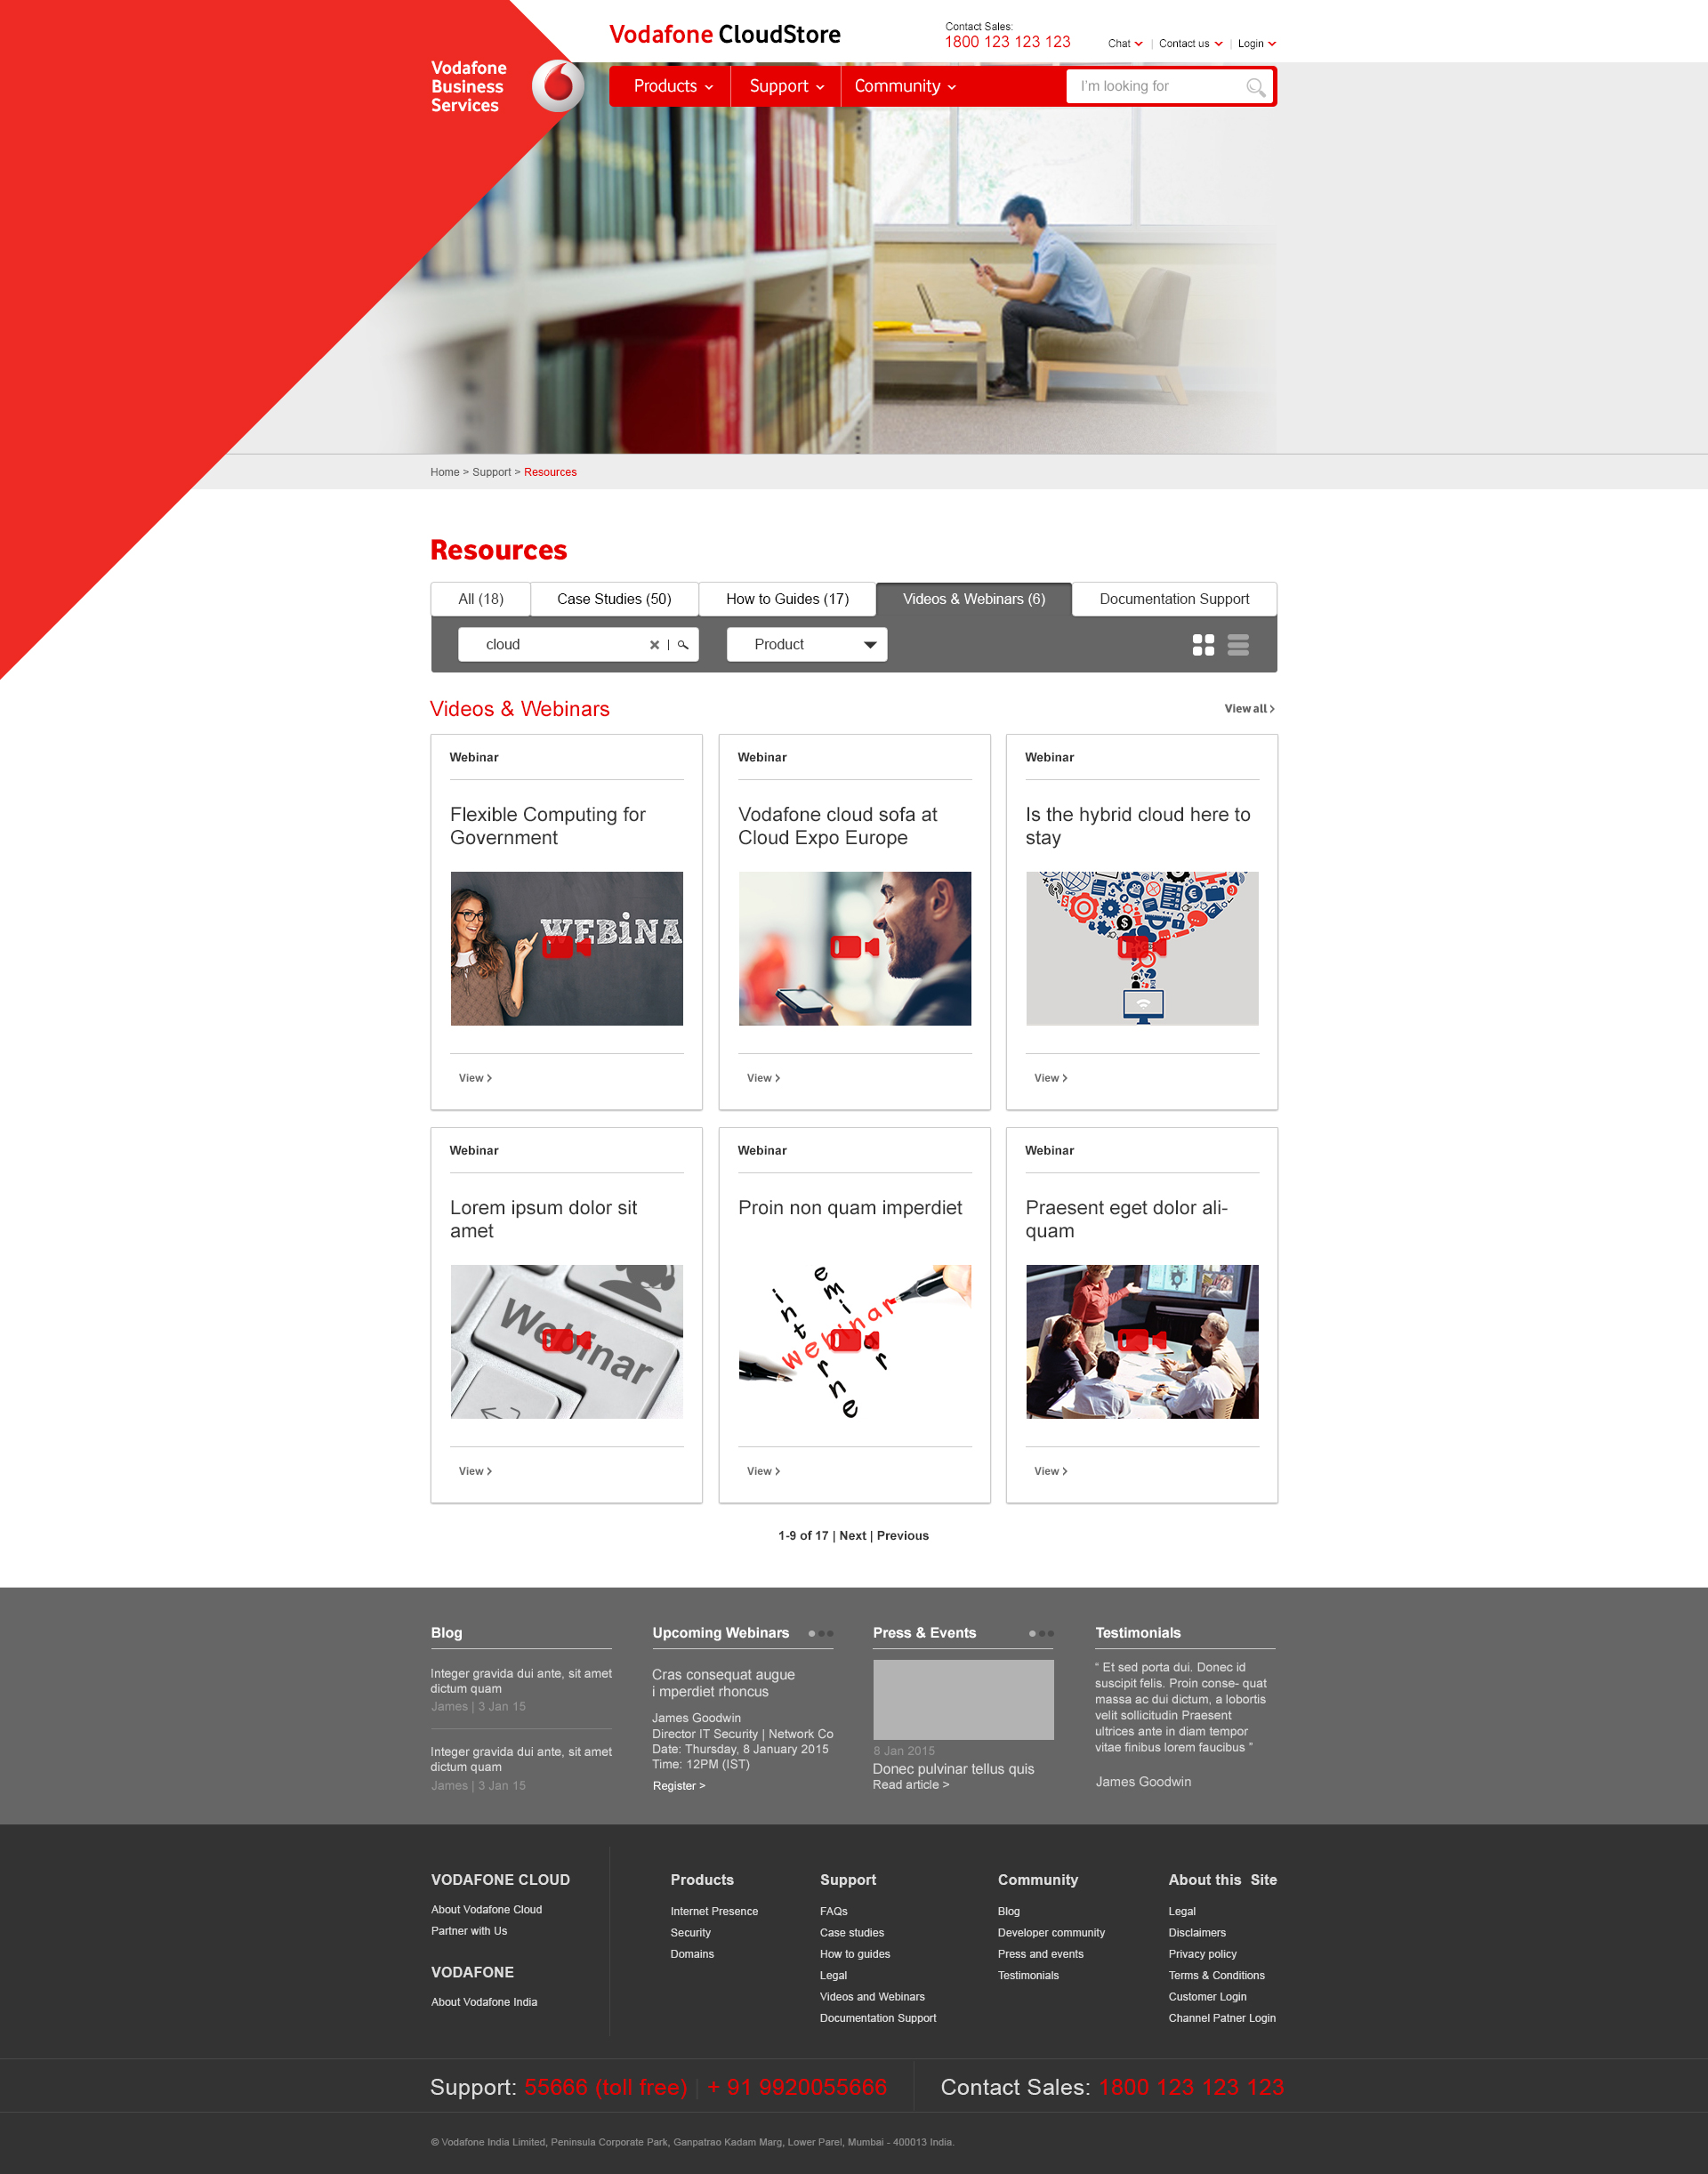 Vodafone CloudStore
Contact Sales:
1800 123 123 123
Chat | Contact us | Login
Vodafone
Business
Services
Products
Support
Community
I'm looking for
Home > Support > Resources
Resources
All (18)
Case Studies (50)
How to Guides (17)
Videos & Webinars (6)
Documentation Support
cloud
Product
Videos & Webinars
View all >
Webinar
Flexible Computing for
Government
WEBINA
View >
Webinar
Vodafone cloud sofa at
Cloud Expo Europe
View >
Webinar
Is the hybrid cloud here to
stay
View >
Webinar
Lorem ipsum dolor sit
amet
Webinar
View >
Webinar
Proin non quam imperdiet
webinar
View >
Webinar
Praesent eget dolor ali-
quam
View >
1-9 of 17 | Next | Previous
Blog
Integer gravida dui ante, sit amet
dictum quam
James | 3 Jan 15
Integer gravida dui ante, sit amet
dictum quam
James | 3 Jan 15
Upcoming Webinars
Cras consequat augue
i mperdiet rhoncus
James Goodwin
Director IT Security | Network Co
Date: Thursday, 8 January 2015
Time: 12PM (IST)
Register >
Press & Events
8 Jan 2015
Donec pulvinar tellus quis
Read article >
Testimonials
“ Et sed porta dui. Donec id
suscipit felis. Proin conse- quat
massa ac dui dictum, a lobortis
velit sollicitudin Praesent
ultrices ante in diam tempor
vitae finibus lorem faucibus ”
James Goodwin
VODAFONE CLOUD
About Vodafone Cloud
Partner with Us
VODAFONE
About Vodafone India
Products
Internet Presence
Security
Domains
Support
FAQs
Case studies
How to guides
Legal
Videos and Webinars
Documentation Support
Community
Blog
Developer community
Press and events
Testimonials
About this Site
Legal
Disclaimers
Privacy policy
Terms & Conditions
Customer Login
Channel Patner Login
Support: 55666 (toll free) | + 91 9920055666
Contact Sales: 1800 123 123 123
© Vodafone India Limited, Peninsula Corporate Park, Ganpatrao Kadam Marg, Lower Parel, Mumbai - 400013 India.